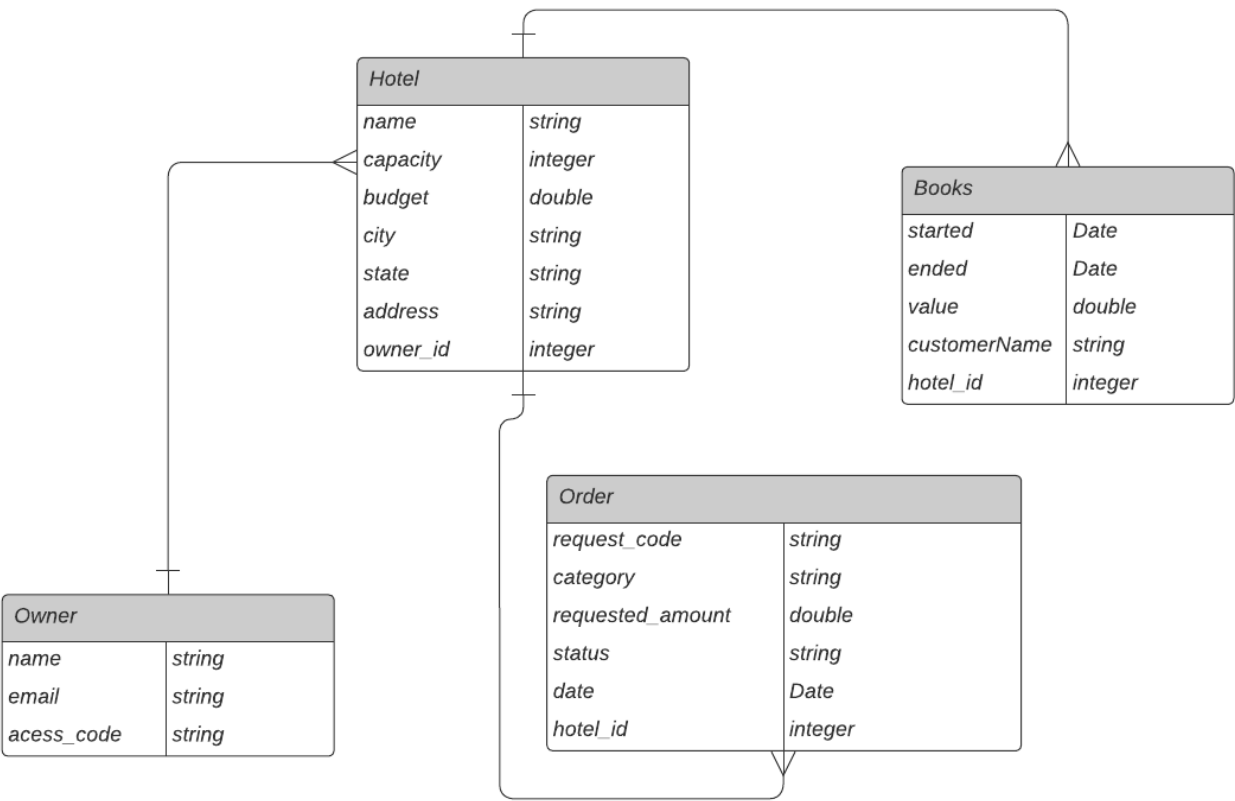 Hotel
name string
capacity integer
budget double
city string
state string
address string
owner_id integer
Books
started Date
ended Date
value double
customerName string
hotel_id integer
Order
request_code string
category string
requested_amount double
status string
date Date
hotel_id integer
Owner
name string
email string
acess_code string